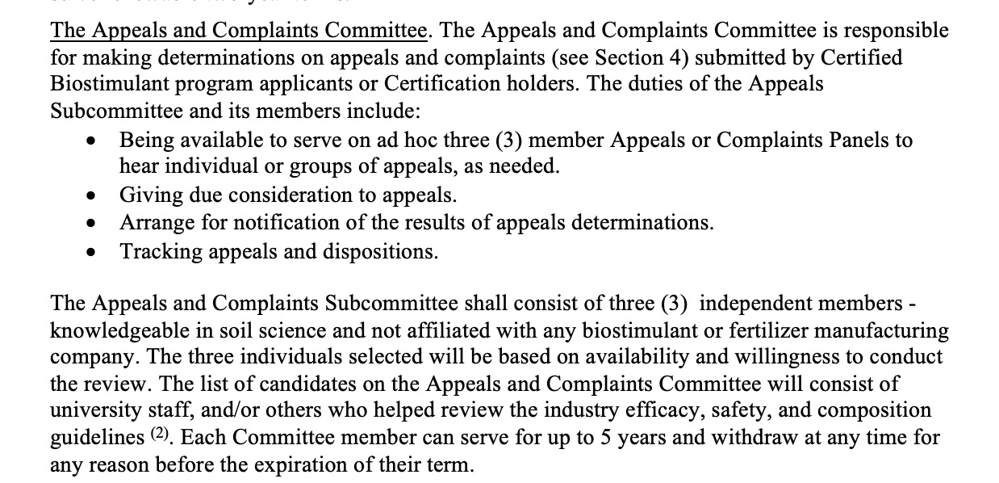 The Appeals and Complaints Committee. The Appeals and Complaints Committee is responsible
for making determinations on appeals and complaints (see Section 4) submitted by Certified
Biostimulant program applicants or Certification holders. The duties of the Appeals
Subcommittee and its members include:
• Being available to serve on ad hoc three (3) member Appeals or Complaints Panels to
hear individual or groups of appeals, as needed.
• Giving due consideration to appeals.
• Arrange for notification of the results of appeals determinations.
• Tracking appeals and dispositions.
The Appeals and Complaints Subcommittee shall consist of three (3)  independent members -
knowledgeable in soil science and not affiliated with any biostimulant or fertilizer manufacturing
company. The three individuals selected will be based on availability and willingness to conduct
the review. The list of candidates on the Appeals and Complaints Committee will consist of
university staff, and/or others who helped review the industry efficacy, safety, and composition
guidelines (2). Each Committee member can serve for up to 5 years and withdraw at any time for
any reason before the expiration of their term.